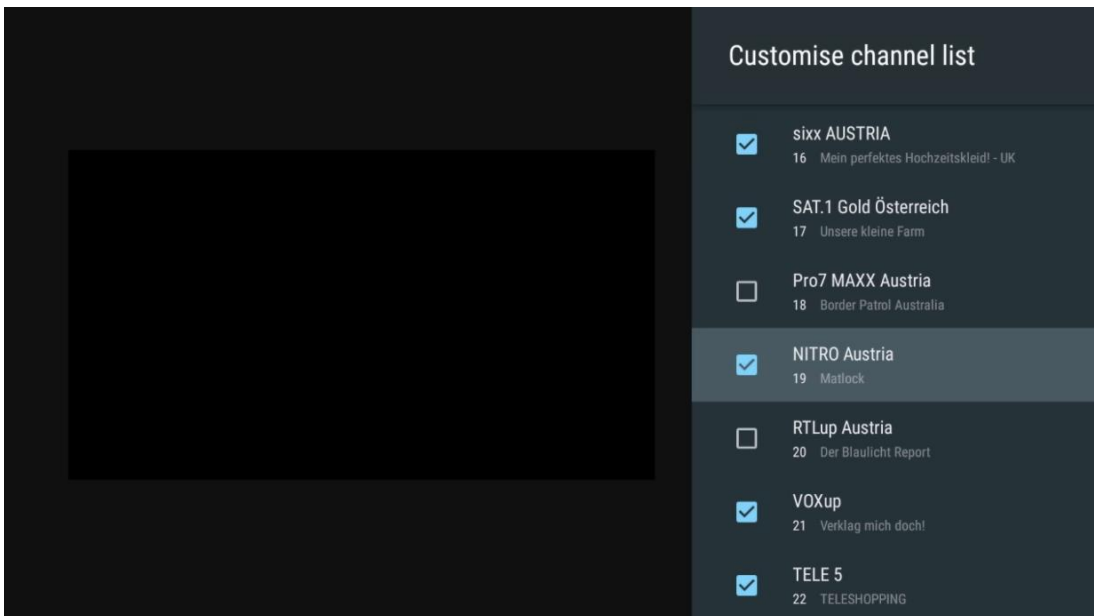 Customise channel list
sixx AUSTRIA
16 Mein perfektes Hochzeitskleid! - UK
SAT.1 Gold Österreich
17 Unsere kleine Farm
Pro7 MAXX Austria
18 Border Patrol Australia
NITRO Austria
19 Matlock
RTLup Austria
20 Der Blaulicht Report
VOXup
21 Verklag mich doch!
TELE 5
22 TELESHOPPING